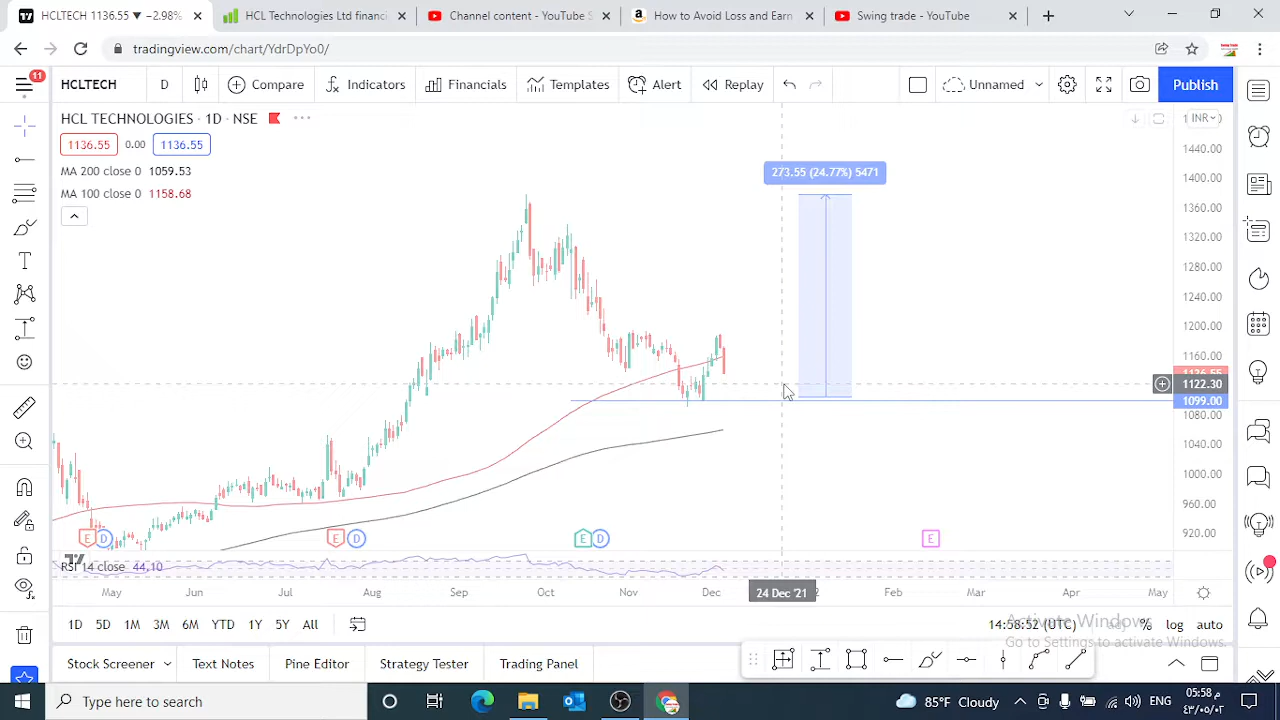 HCLTECH 1136.55 ▼ −2.98%
HCL Technologies Ltd financi
Channel content - YouTube S
How to Avoid Loss and Earn
Swing trade - YouTube
tradingview.com/chart/YdrDpYo0/
11
HCLTECH
D
Compare
Indicators
Financials
Templates
Alert
Replay
Unnamed
Publish
HCL TECHNOLOGIES · 1D · NSE
INR
1136.55
0.00
1136.55
MA 200 close 0 1059.53
MA 100 close 0 1158.68
273.55 (24.77%) 5471
1440.00
1400.00
1360.00
1320.00
1280.00
1240.00
1200.00
1160.00
1136.55
1122.30
1099.00
1080.00
1040.00
1000.00
960.00
920.00
E D
E D
E D
E
RSI 14 close 44.10
May
Jun
Jul
Aug
Sep
Oct
Nov
Dec
24 Dec '21
Feb
Mar
Apr
May
1D
5D
1M
3M
6M
YTD
1Y
5Y
All
14:58:52 (UTC)
%
log
auto
Activate Windows
Go to Settings to activate Windows.
Stock Screener
Text Notes
Pine Editor
Strategy Tester
Trading Panel
Type here to search
85°F Cloudy
ENG
05:58 م